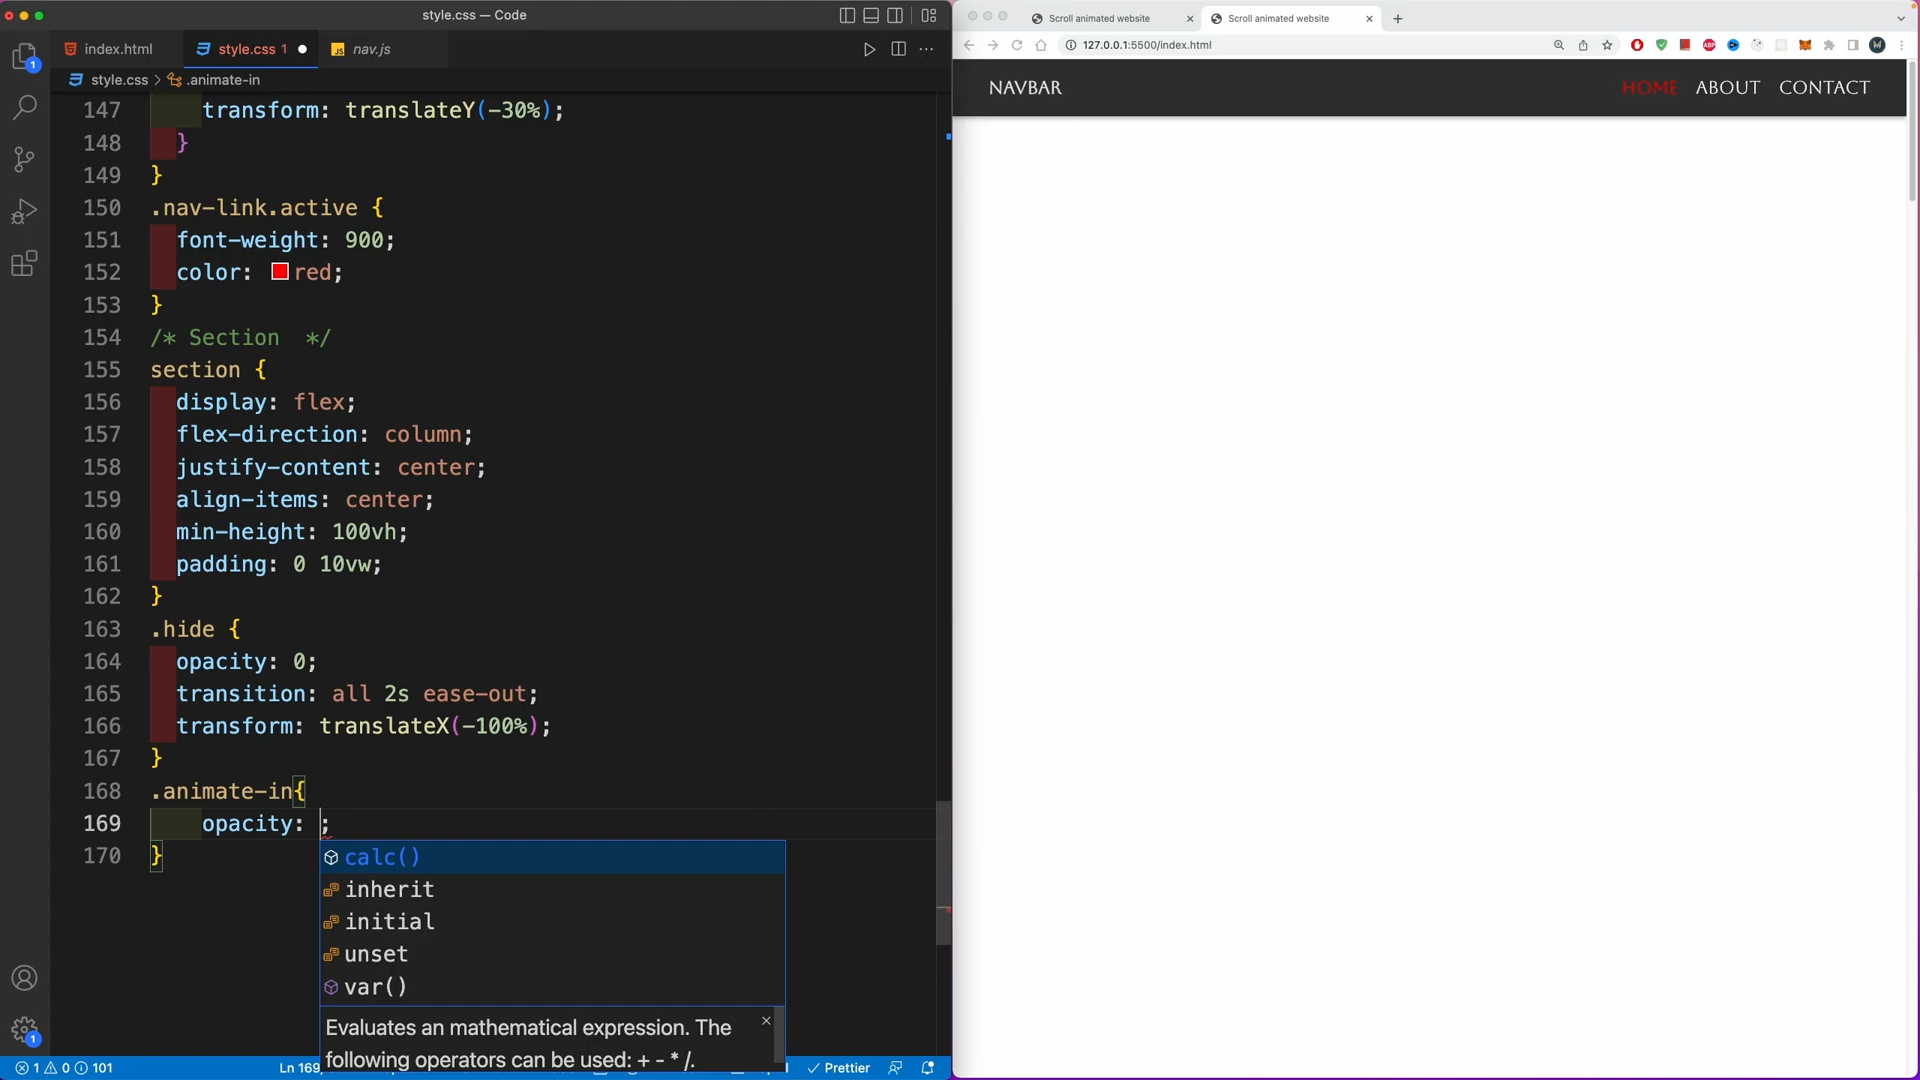 style.css — Code
index.html
style.css 1
nav.js
style.css > .animate-in
147 transform: translateY(-30%);
148 }
149 }
150 .nav-link.active {
151 font-weight: 900;
152 color: red;
153 }
154 /* Section  */
155 section {
156 display: flex;
157 flex-direction: column;
158 justify-content: center;
159 align-items: center;
160 min-height: 100vh;
161 padding: 0 10vw;
162 }
163 .hide {
164 opacity: 0;
165 transition: all 2s ease-out;
166 transform: translateX(-100%);
167 }
168 .animate-in{
169 opacity: ;
170 }
calc()
inherit
initial
unset
var()
Evaluates an mathematical expression. The
following operators can be used: + - * /.
1
1
1 0 101
Ln 169
Prettier
Scroll animated website
Scroll animated website
127.0.0.1:5500/index.html
ABP
NAVBAR
HOME ABOUT CONTACT